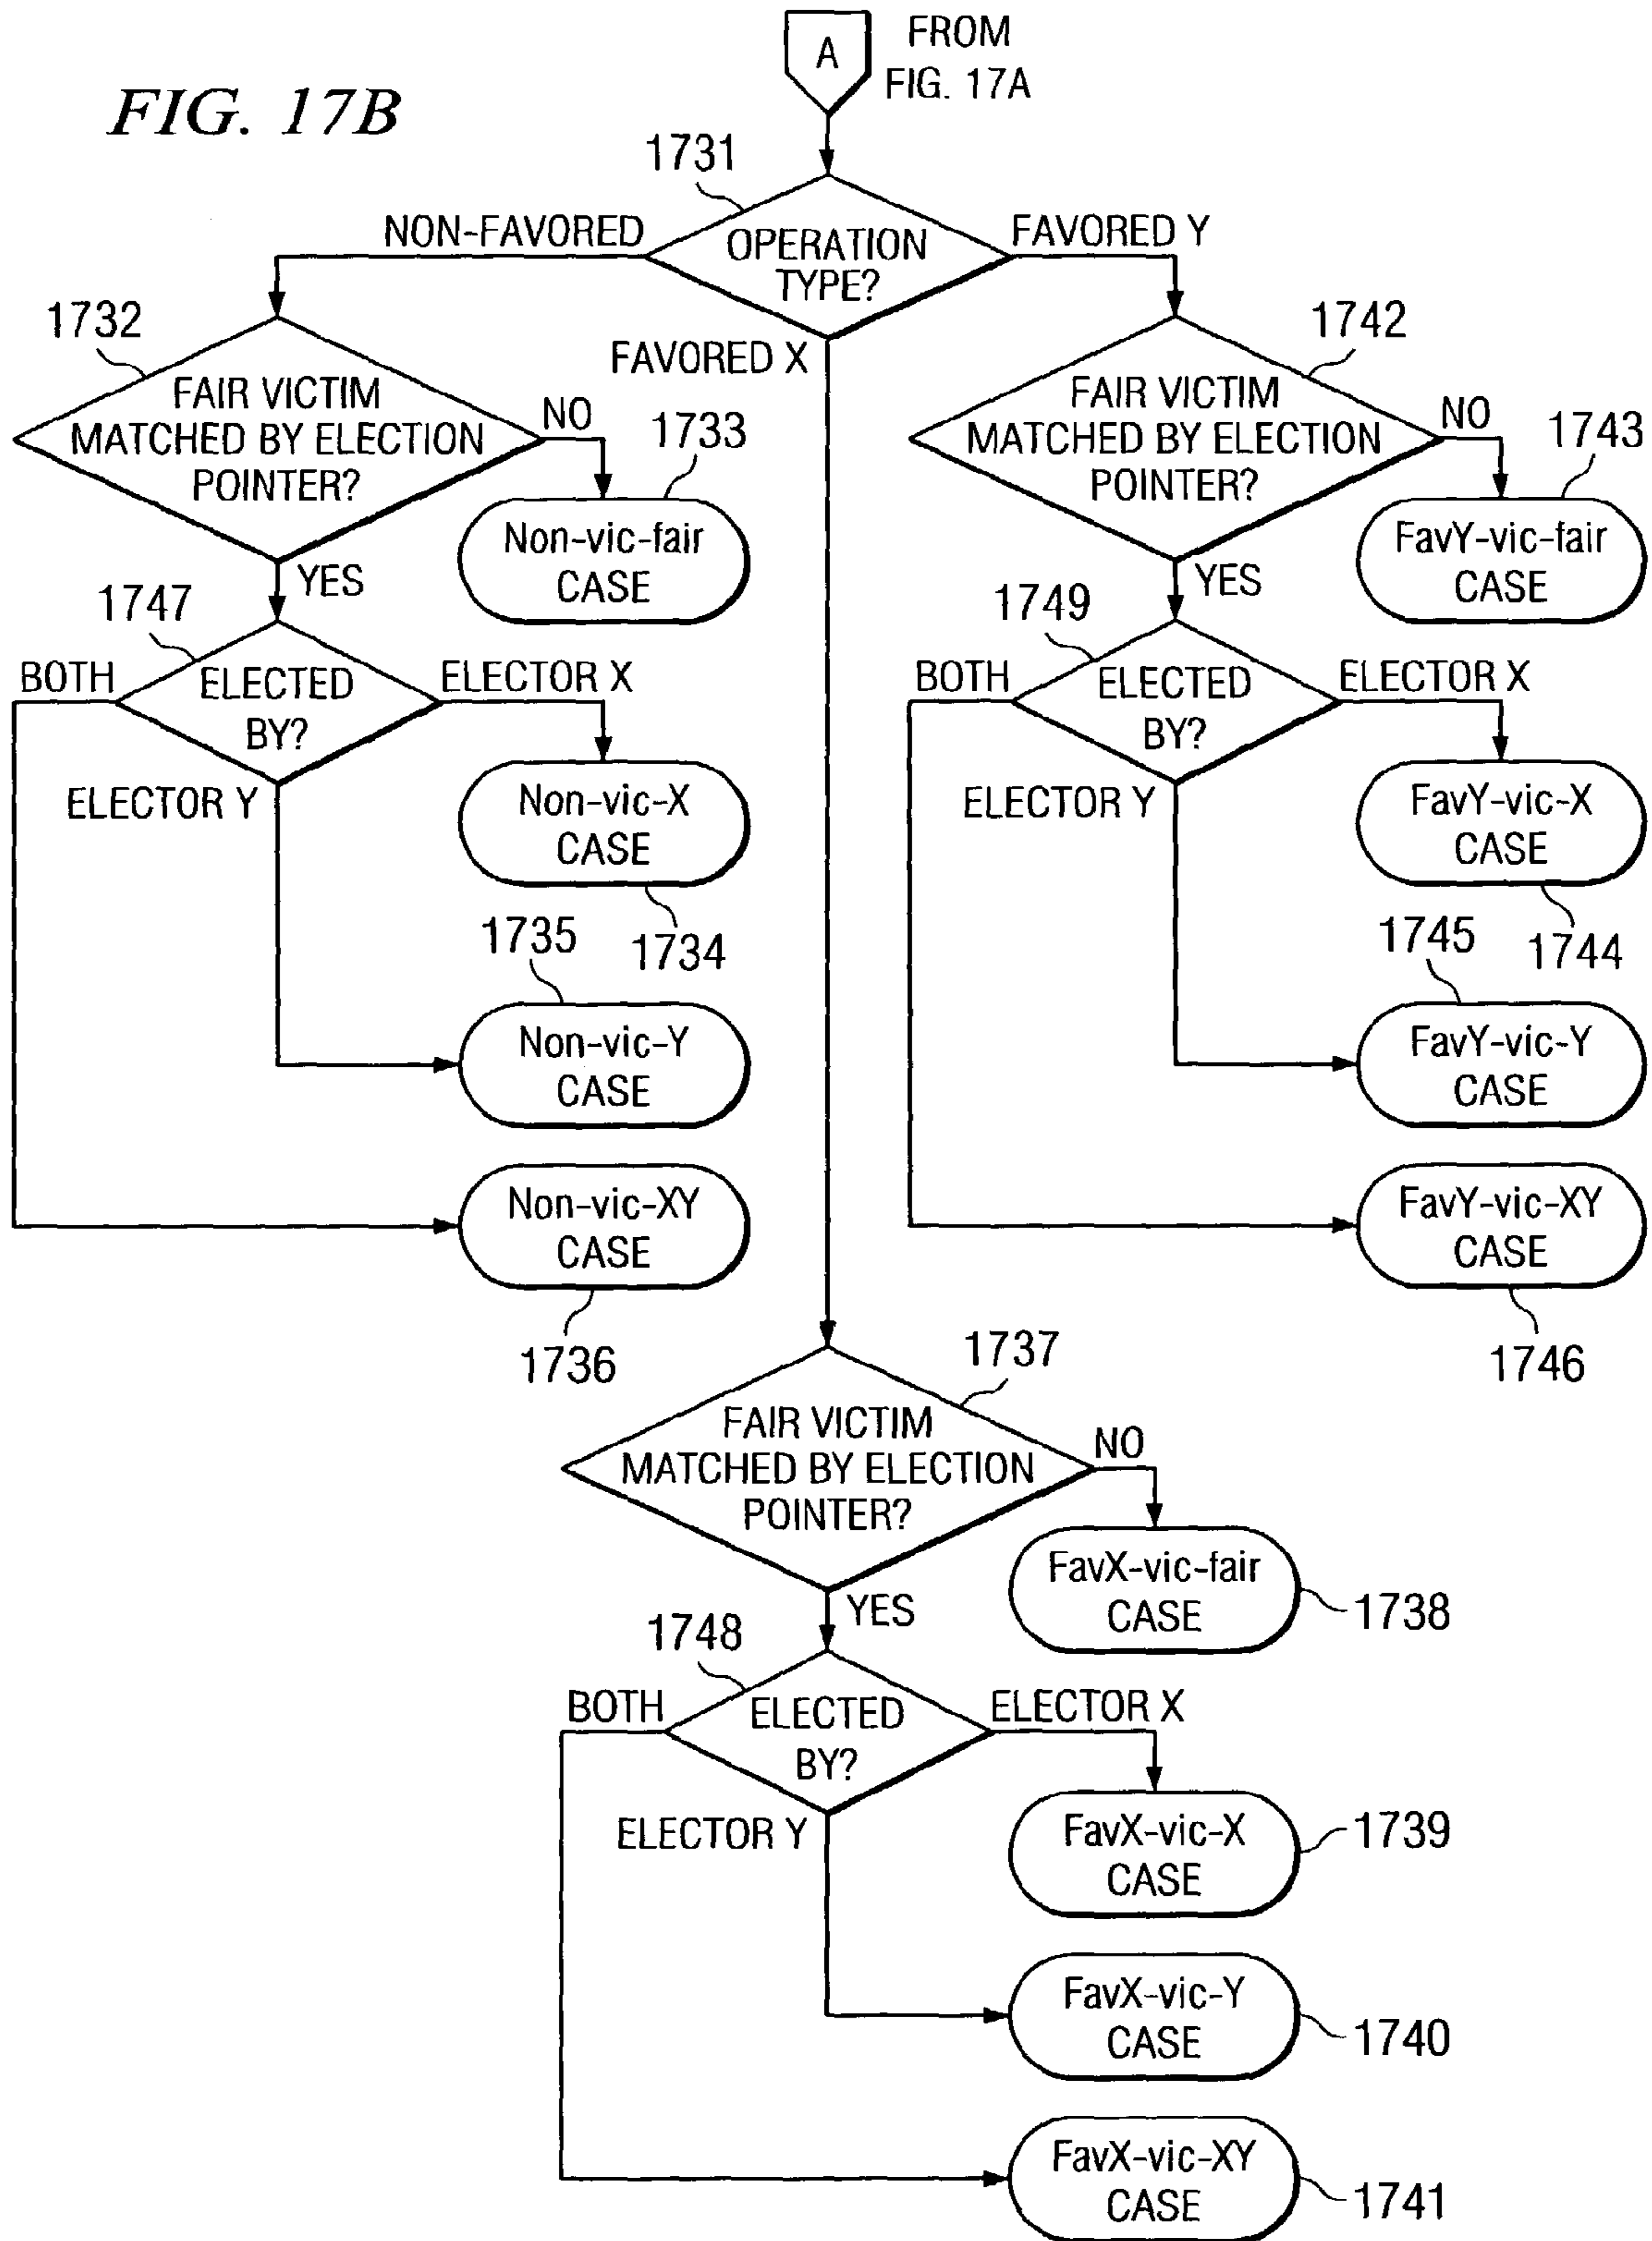 FIG. 17B
A
FROM
FIG. 17A
1731
OPERATION
TYPE?
NON-FAVORED
FAVORED Y
FAVORED X
1732
FAIR VICTIM
MATCHED BY ELECTION
POINTER?
NO
1733
Non-vic-fair
CASE
YES
1747
ELECTED
BY?
BOTH
ELECTOR X
ELECTOR Y
Non-vic-X
CASE
1734
1735
Non-vic-Y
CASE
Non-vic-XY
CASE
1736
1742
FAIR VICTIM
MATCHED BY ELECTION
POINTER?
NO
1743
FavY-vic-fair
CASE
YES
1749
ELECTED
BY?
BOTH
ELECTOR X
ELECTOR Y
FavY-vic-X
CASE
1744
1745
FavY-vic-Y
CASE
FavY-vic-XY
CASE
1746
1737
FAIR VICTIM
MATCHED BY ELECTION
POINTER?
NO
FavX-vic-fair
CASE
1738
YES
1748
ELECTED
BY?
BOTH
ELECTOR X
ELECTOR Y
FavX-vic-X
CASE
1739
FavX-vic-Y
CASE
1740
FavX-vic-XY
CASE
1741